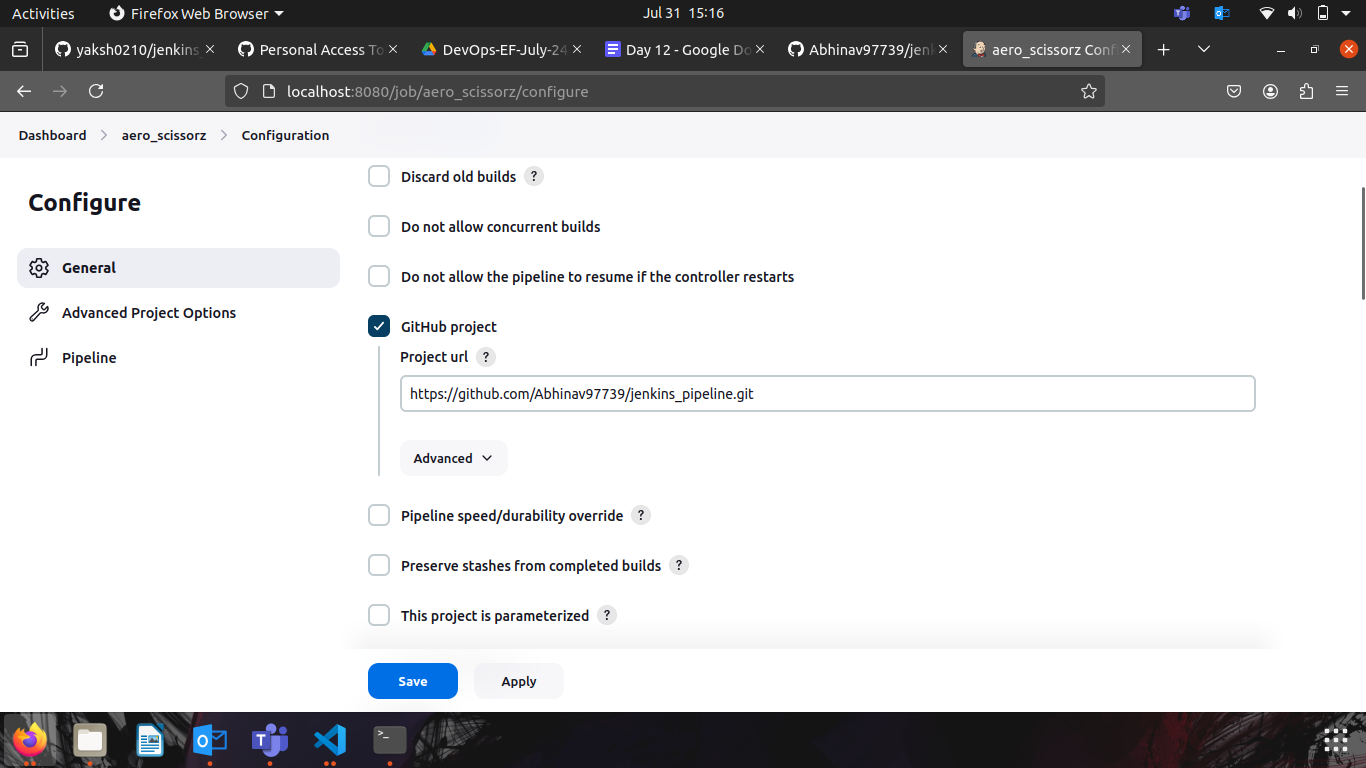 Activities Firefox Web Browser Jul 31 15:16
yaksh0210/jenkins_ Personal Access To DevOps-EF-July-24 Day 12 - Google Do Abhinav97739/jenk aero_scissorz Conf
localhost:8080/job/aero_scissorz/configure
Dashboard aero_scissorz Configuration
Configure
General
Advanced Project Options
Pipeline
Discard old builds ?
Do not allow concurrent builds
Do not allow the pipeline to resume if the controller restarts
GitHub project
Project url ?
https://github.com/Abhinav97739/jenkins_pipeline.git
Advanced
Pipeline speed/durability override ?
Preserve stashes from completed builds ?
This project is parameterized ?
Save Apply